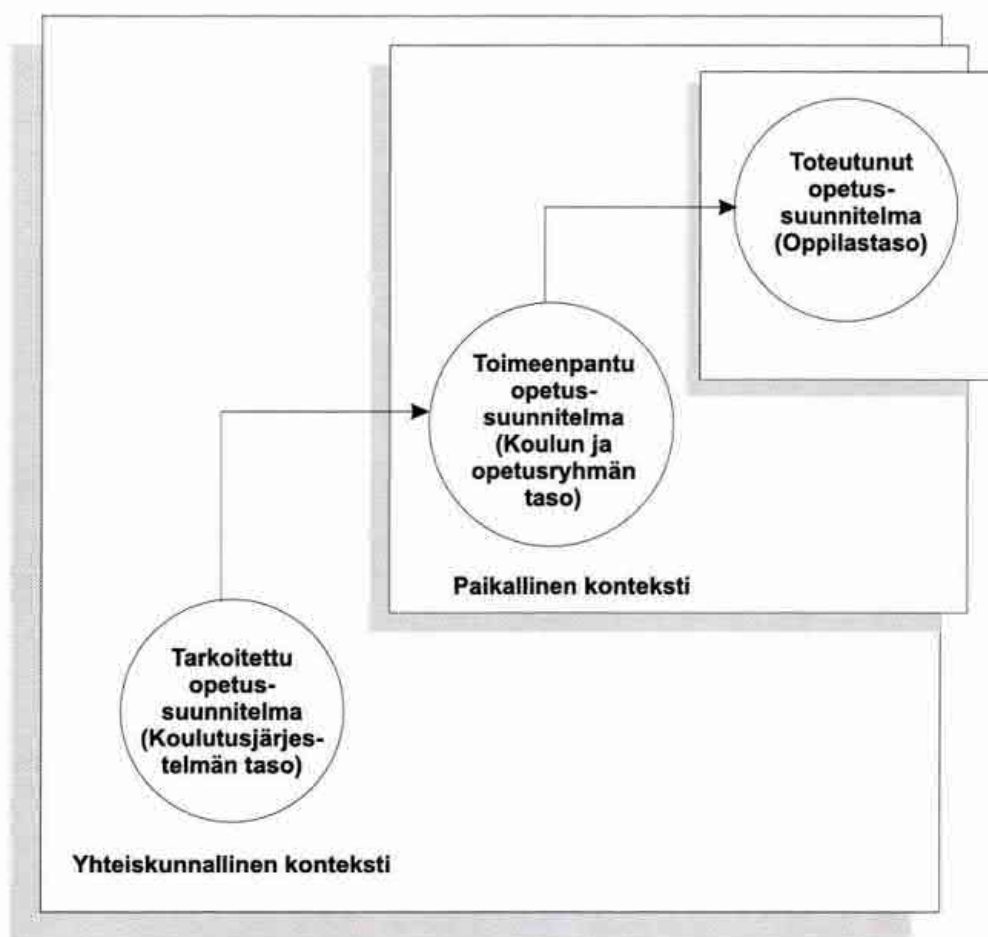 Toteutunut
opetus-
suunnitelma
(Oppilastaso)
Toimeenpantu
opetus-
suunnitelma
(Koulun ja
opetusryhmän
taso)
Paikallinen konteksti
Tarkoitettu
opetus-
suunnitelma
(Koulutusjärjes-
telmän taso)
Yhteiskunnallinen konteksti